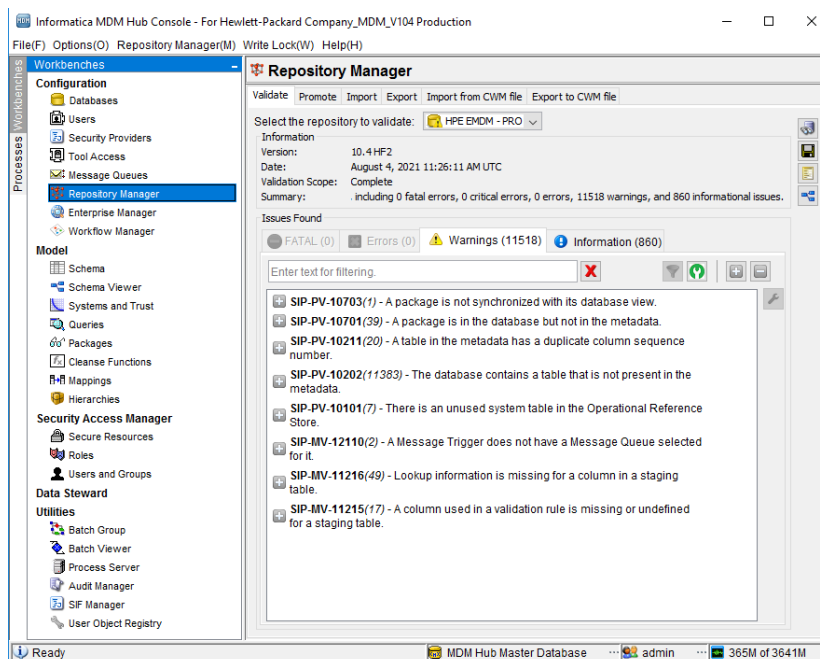 Informatica MDM Hub Console - For Hewlett-Packard Company_MDM_V104 Production
File(F) Options(O) Repository Manager(M) Write Lock(W) Help(H)
Workbenches
Processes
Workbenches
Configuration
Databases
Users
Security Providers
Tool Access
Message Queues
Repository Manager
Enterprise Manager
Workflow Manager
Model
Schema
Schema Viewer
Systems and Trust
Queries
Packages
Cleanse Functions
Mappings
Hierarchies
Security Access Manager
Secure Resources
Roles
Users and Groups
Data Steward
Utilities
Batch Group
Batch Viewer
Process Server
Audit Manager
SIF Manager
User Object Registry
Repository Manager
Validate Promote Import Export Import from CWM file Export to CWM file
Select the repository to validate: HPE EMDM - PRO
Information
Version: 10.4 HF2
Date: August 4, 2021 11:26:11 AM UTC
Validation Scope: Complete
Summary: . including 0 fatal errors, 0 critical errors, 0 errors, 11518 warnings, and 860 informational issues.
Issues Found
FATAL (0) Errors (0) Warnings (11518) Information (860)
Enter text for filtering.
SIP-PV-10703(1) - A package is not synchronized with its database view.
SIP-PV-10701(39) - A package is in the database but not in the metadata.
SIP-PV-10211(20) - A table in the metadata has a duplicate column sequence
number.
SIP-PV-10202(11383) - The database contains a table that is not present in the
metadata.
SIP-PV-10101(7) - There is an unused system table in the Operational Reference
Store.
SIP-MV-12110(2) - A Message Trigger does not have a Message Queue selected
for it.
SIP-MV-11216(49) - Lookup information is missing for a column in a staging
table.
SIP-MV-11215(17) - A column used in a validation rule is missing or undefined
for a staging table.
Ready
MDM Hub Master Database ... admin ... 365M of 3641M